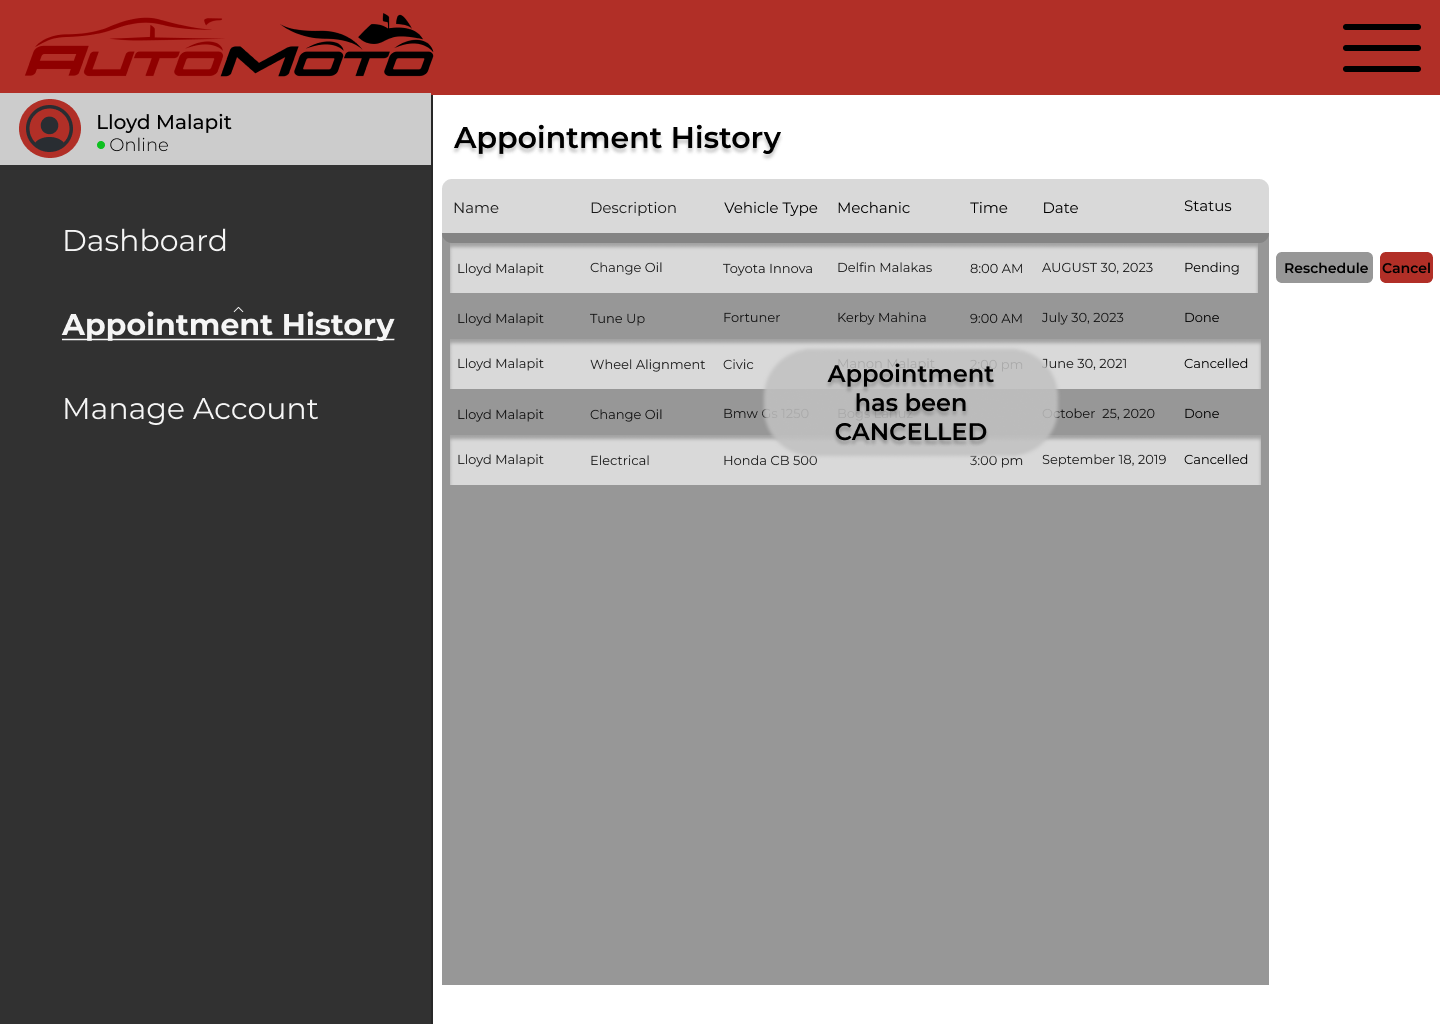 AUTOMOTO
Lloyd Malapit
Online
Dashboard
Appointment History
Manage Account
Appointment History
Name Description Vehicle Type Mechanic Time Date Status
Lloyd Malapit Change Oil Toyota Innova Delfin Malakas 8:00 AM AUGUST 30, 2023 Pending Reschedule Cancel
Lloyd Malapit Tune Up Fortuner Kerby Mahina 9:00 AM July 30, 2023 Done
Lloyd Malapit Wheel Alignment Civic Manon Malapit 2:00 pm June 30, 2021 Cancelled
Lloyd Malapit Change Oil Bmw Gs 1250 October 25, 2020 Done
Lloyd Malapit Electrical Honda CB 500 3:00 pm September 18, 2019 Cancelled
Appointment
has been
CANCELLED